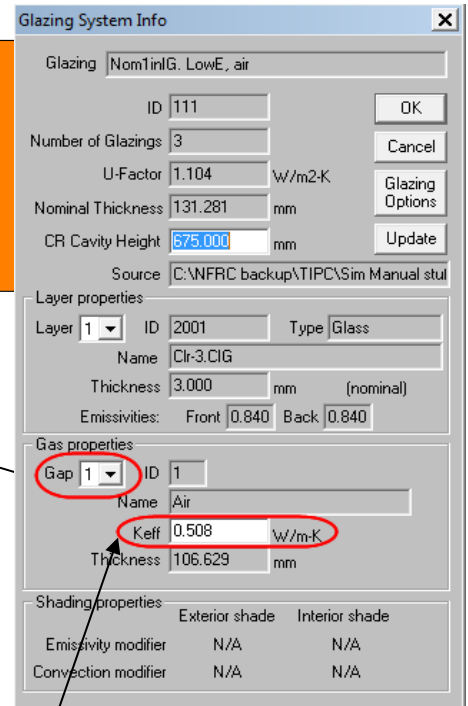 Glazing System Info
Glazing Nom1inIG. LowE, air
ID 111 OK
Number of Glazings 3 Cancel
U-Factor 1.104 W/m2-K Glazing Options
Nominal Thickness 131.281 mm
CR Cavity Height 675.000 mm Update
Source C:\NFRC backup\TIPC\Sim Manual stul
Layer properties
Layer 1 ID 2001 Type Glass
Name Clr-3.CIG
Thickness 3.000 mm (nominal)
Emissivities: Front 0.840 Back 0.840
Gas properties
Gap 1 ID 1
Name Air
Keff 0.508 W/m-K
Thickness 106.629 mm
Shading properties
Exterior shade Interior shade
Emissivity modifier N/A N/A
Convection modifier N/A N/A